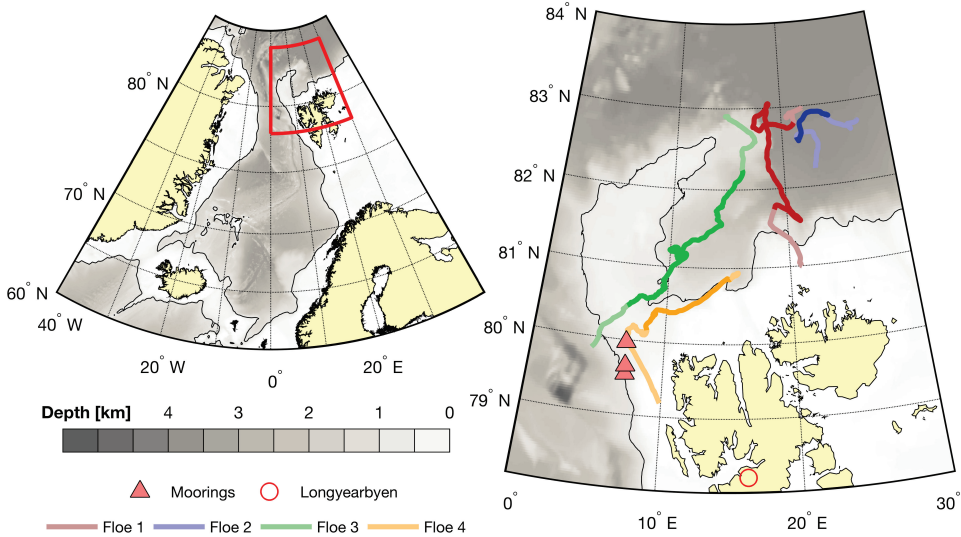 80° N
70° N
60° N
40° W
20° W
0°
20° E
84° N
83° N
82° N
81° N
80° N
79° N
0°
10° E
20° E
30°
Depth [km] 4 3 2 1 0
Moorings Longyearbyen
Floe 1 Floe 2 Floe 3 Floe 4